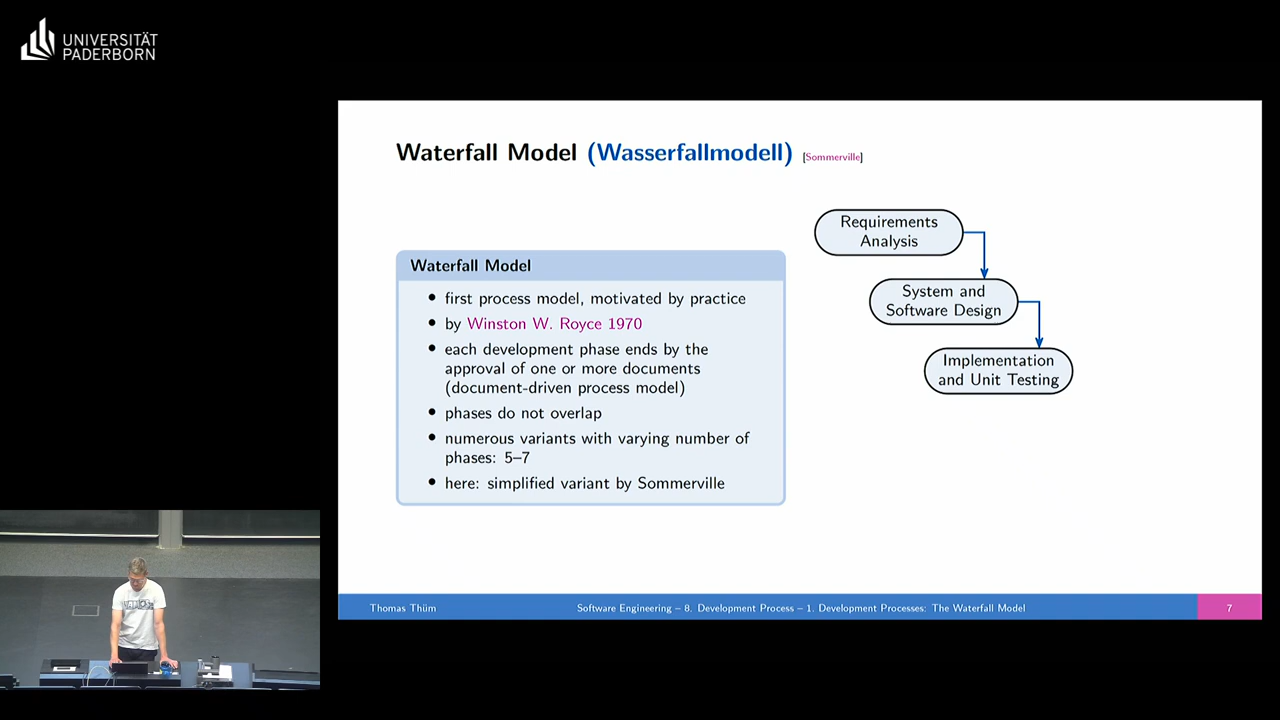 UNIVERSITÄT
PADERBORN
Waterfall Model (Wasserfallmodell) [Sommerville]
Waterfall Model
• first process model, motivated by practice
• by Winston W. Royce 1970
• each development phase ends by the
approval of one or more documents
(document-driven process model)
• phases do not overlap
• numerous variants with varying number of
phases: 5–7
• here: simplified variant by Sommerville
Requirements
Analysis
System and
Software Design
Implementation
and Unit Testing
Thomas Thüm
Software Engineering – 8. Development Process – 1. Development Processes: The Waterfall Model
7